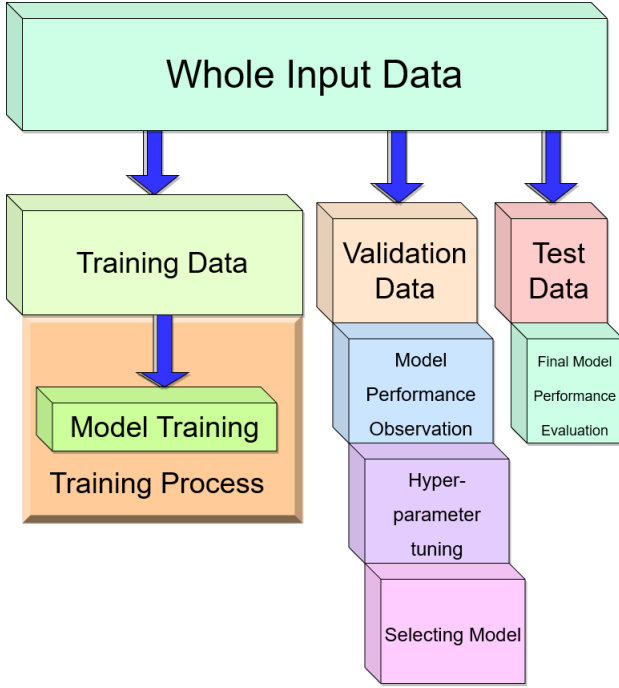 Whole Input Data
Training Data
Model Training
Training Process
Validation
Data
Model
Performance
Observation
Hyper-
parameter
tuning
Selecting Model
Test
Data
Final Model
Performance
Evaluation